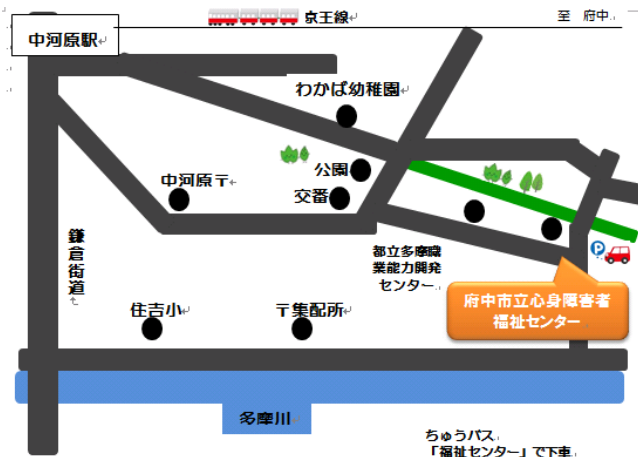 京王線
至　府中
中河原駅
わかば幼稚園
公園
中河原〒
交番
鎌倉街道
都立多摩職
業能力開発
センター
住吉小
〒集配所
P
府中市立心身障害者
福祉センター
多摩川
ちゅうバス
「福祉センター」で下車